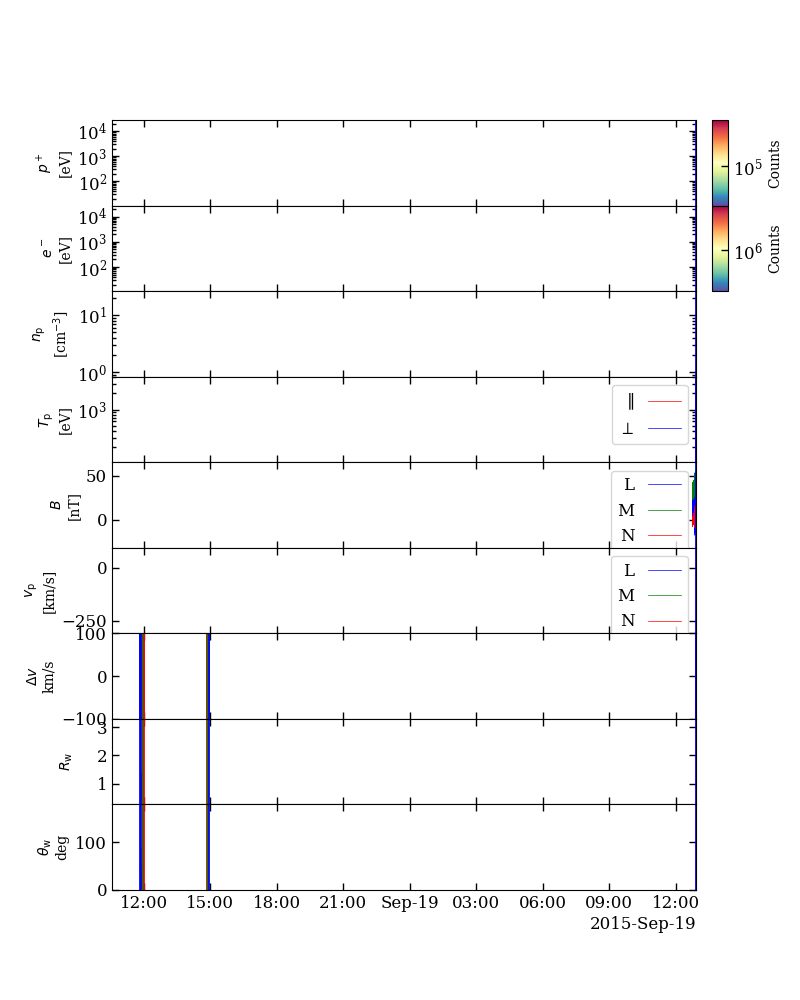 10⁴
10³
10²
p⁺
[eV]
10⁵
Counts
10⁴
10³
10²
e⁻
[eV]
10⁶
Counts
10¹
10⁰
nₚ
[cm⁻³]
10³
Tₚ
[eV]
∥
⊥
50
0
B
[nT]
L
M
N
0
−250
vₚ
[km/s]
L
M
N
100
0
−100
Δv
km/s
3
2
1
R_w
100
0
θ_w
deg
12:00 15:00 18:00 21:00 Sep-19 03:00 06:00 09:00 12:00
2015-Sep-19